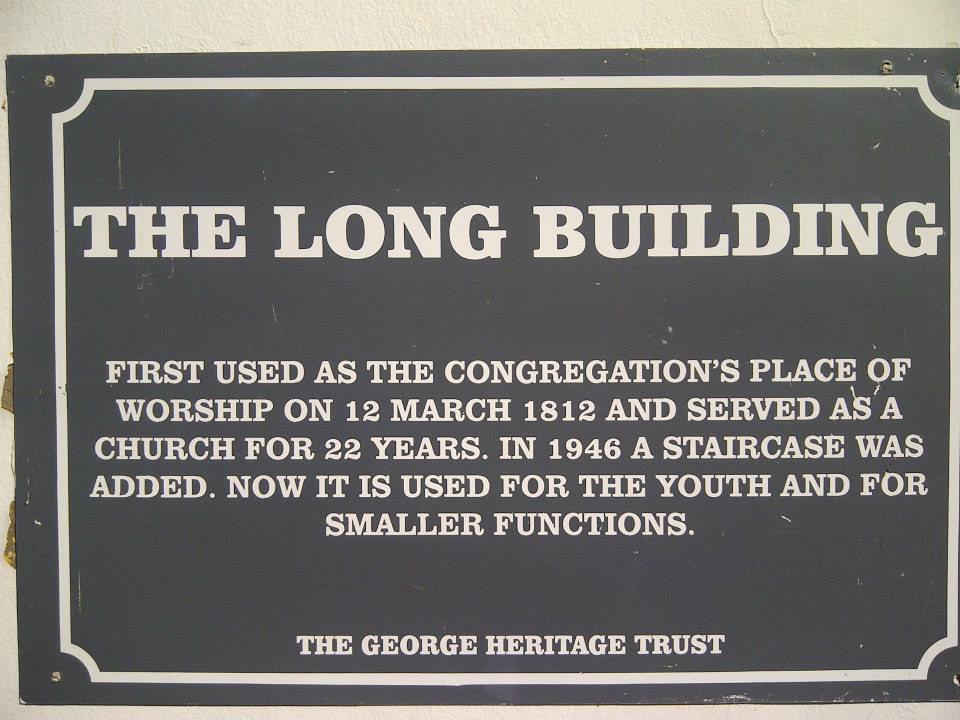 THE LONG BUILDING
FIRST USED AS THE CONGREGATION'S PLACE OF
WORSHIP ON 12 MARCH 1812 AND SERVED AS A
CHURCH FOR 22 YEARS. IN 1946 A STAIRCASE WAS
ADDED. NOW IT IS USED FOR THE YOUTH AND FOR
SMALLER FUNCTIONS.
THE GEORGE HERITAGE TRUST